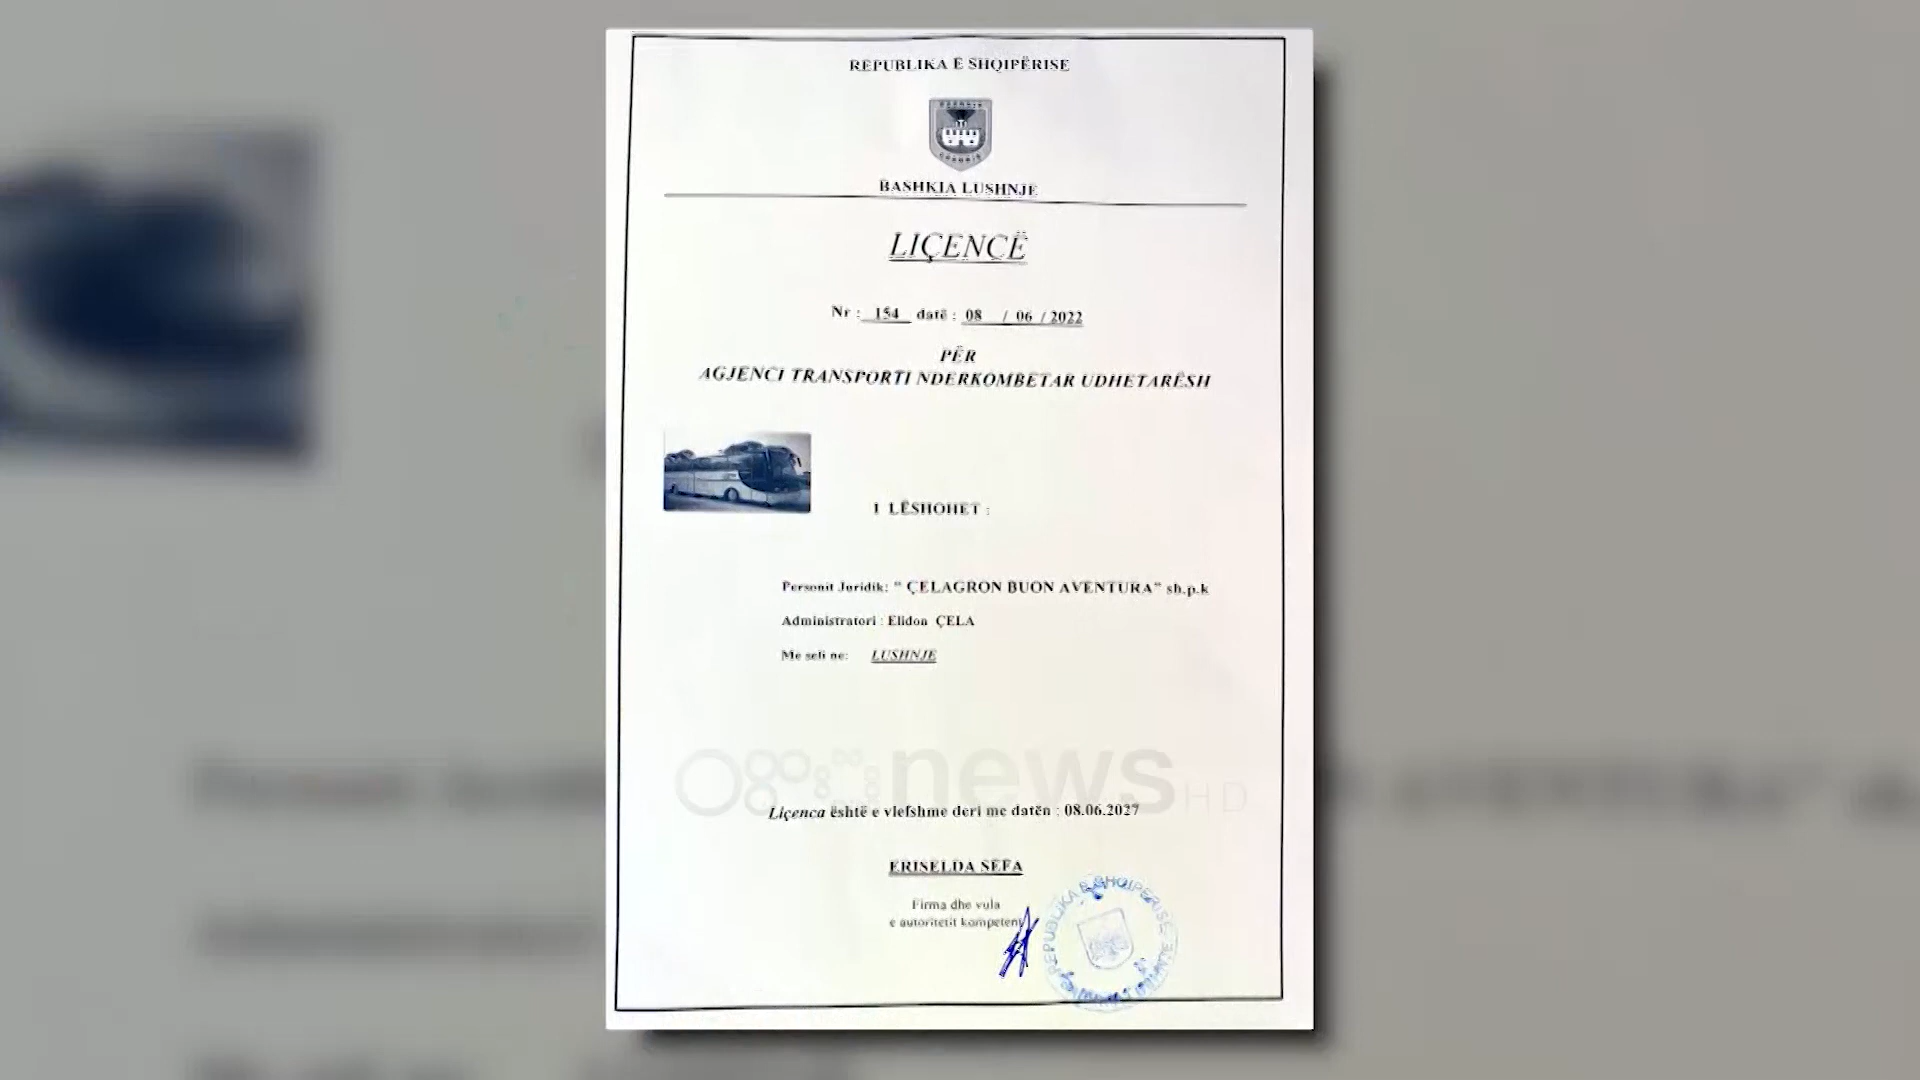 REPUBLIKA E SHQIPËRISE
BASHKIA LUSHNJE
LIÇENCË
Nr : 154 datë : 08 / 06 / 2022
PËR
AGJENCI TRANSPORTI NDERKOMBETAR UDHETARËSH
I LËSHOHET :
Personit Juridik: " ÇELAGRON BUON AVENTURA" sh.p.k
Administratori : Elidon ÇELA
Me seli ne: LUSHNJE
news HD
Liçenca është e vlefshme deri me datën : 08.06.2027
ERISELDA SEFA
Firma dhe vula
e autoritetit kompetent
REPUBLIKA E SHQIPERISE